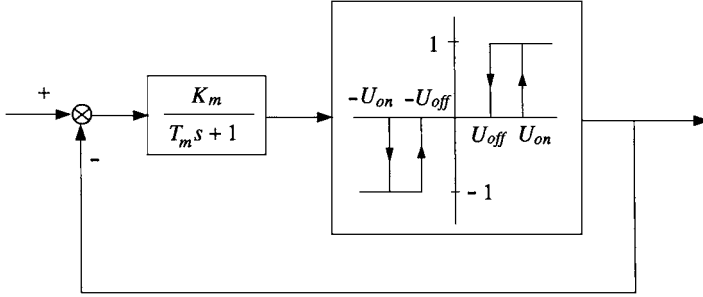 1
+
K_m
T_m s + 1
-U_on
-U_off
U_off
U_on
-
- 1